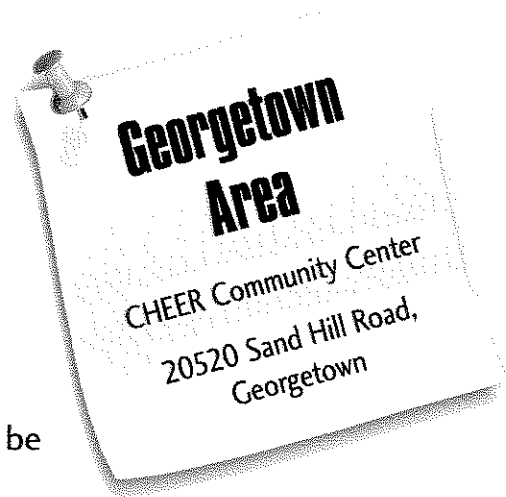 Georgetown
Area
CHEER Community Center
20520 Sand Hill Road,
Georgetown
be